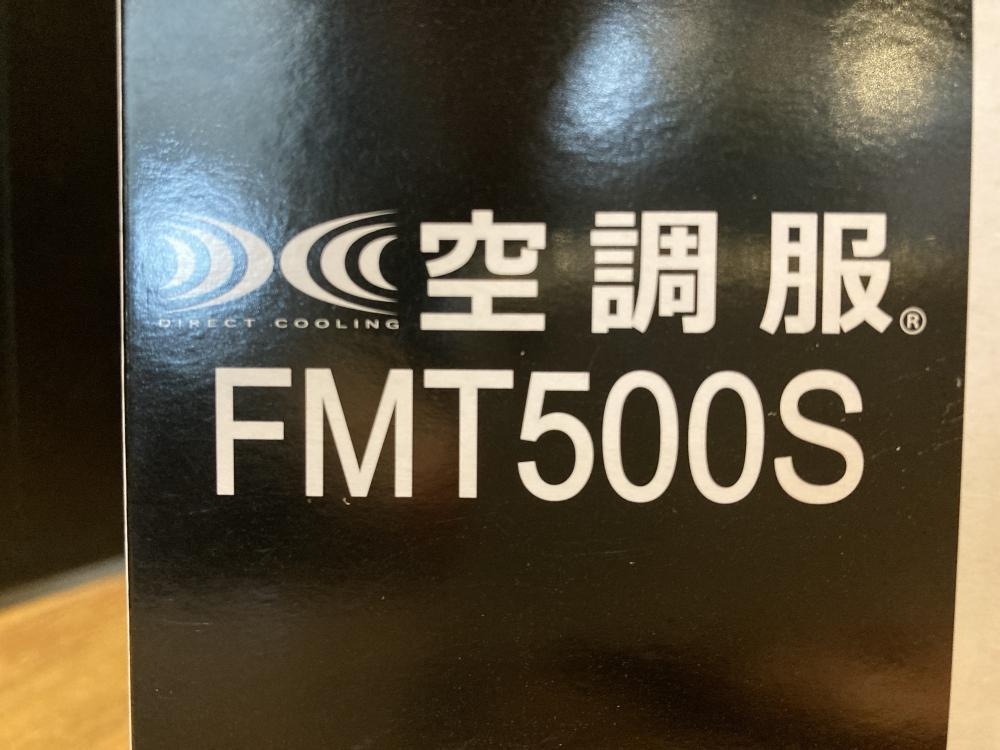 DIRECT COOLING 空調服®
FMT500S